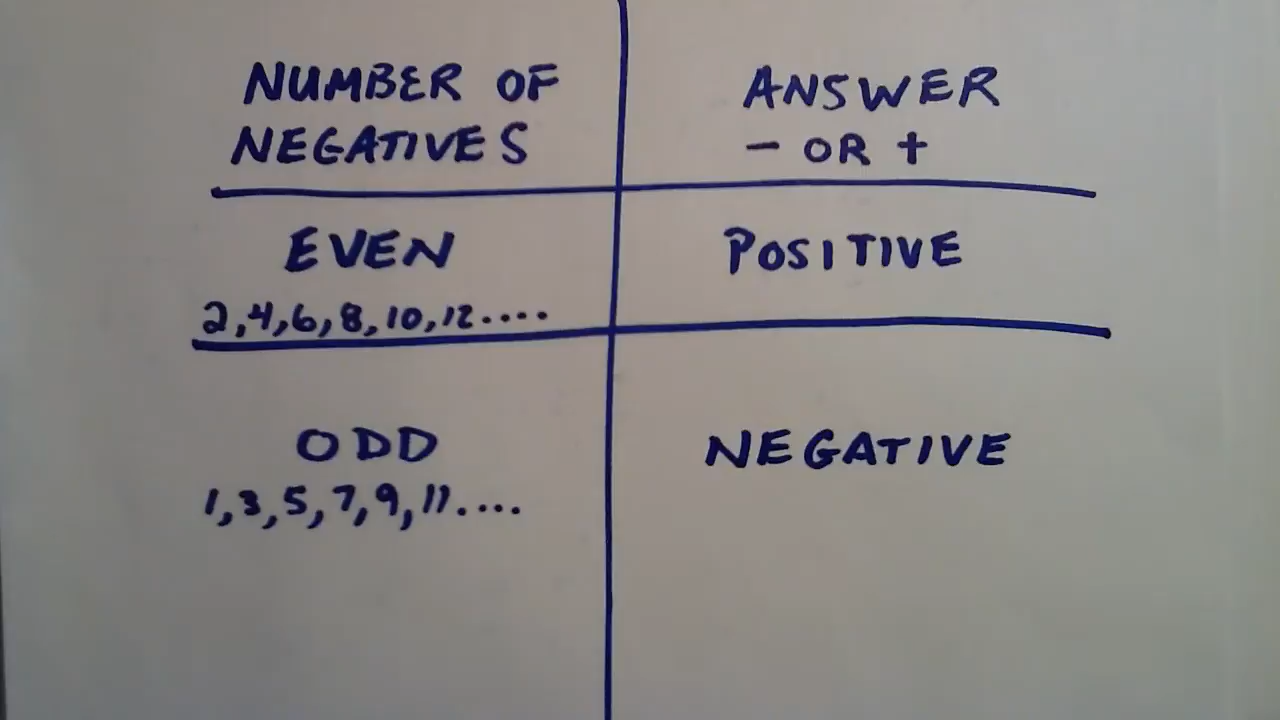 NUMBER OF
NEGATIVES
ANSWER
- OR +
EVEN
2,4,6,8,10,12....
POSITIVE
ODD
1,3,5,7,9,11....
NEGATIVE